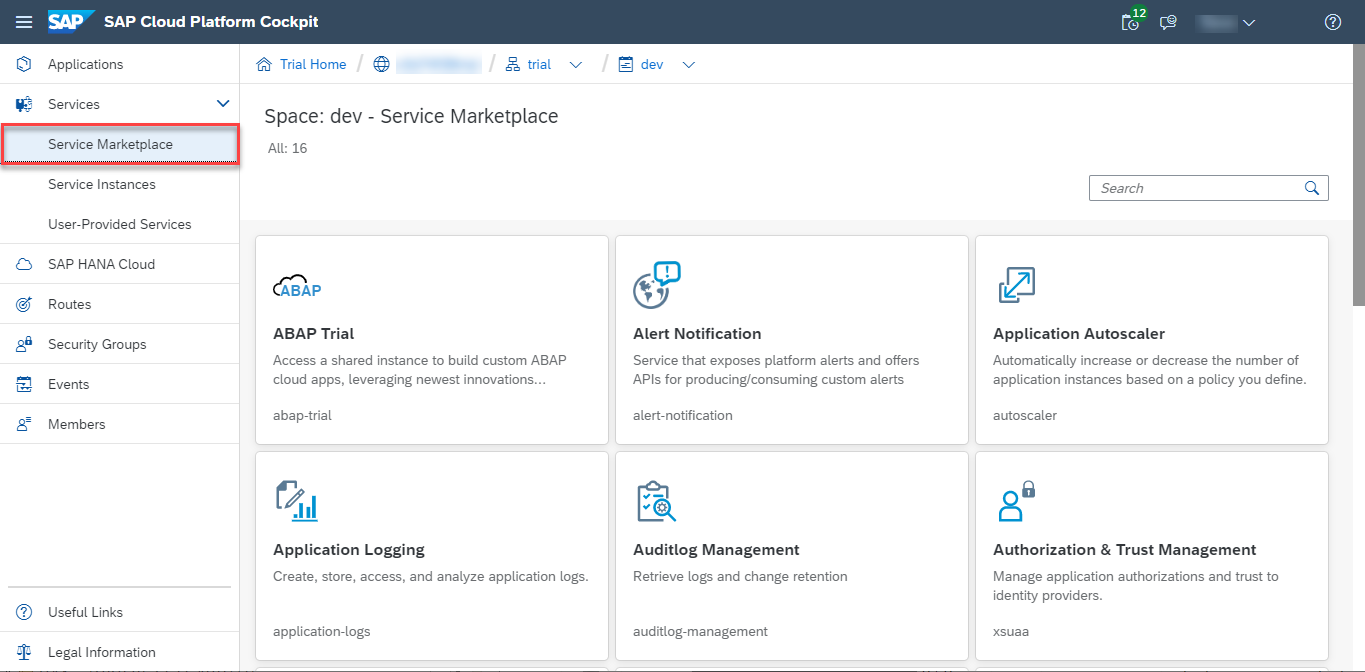 SAP SAP Cloud Platform Cockpit
12
Applications
Services
Service Marketplace
Service Instances
User-Provided Services
SAP HANA Cloud
Routes
Security Groups
Events
Members
Useful Links
Legal Information
Trial Home / / trial / dev
Space: dev - Service Marketplace
All: 16
Search
ABAP
ABAP Trial
Access a shared instance to build custom ABAP
cloud apps, leveraging newest innovations...
abap-trial
Alert Notification
Service that exposes platform alerts and offers
APIs for producing/consuming custom alerts
alert-notification
Application Autoscaler
Automatically increase or decrease the number of
application instances based on a policy you define.
autoscaler
Application Logging
Create, store, access, and analyze application logs.
application-logs
Auditlog Management
Retrieve logs and change retention
auditlog-management
Authorization & Trust Management
Manage application authorizations and trust to
identity providers.
xsuaa